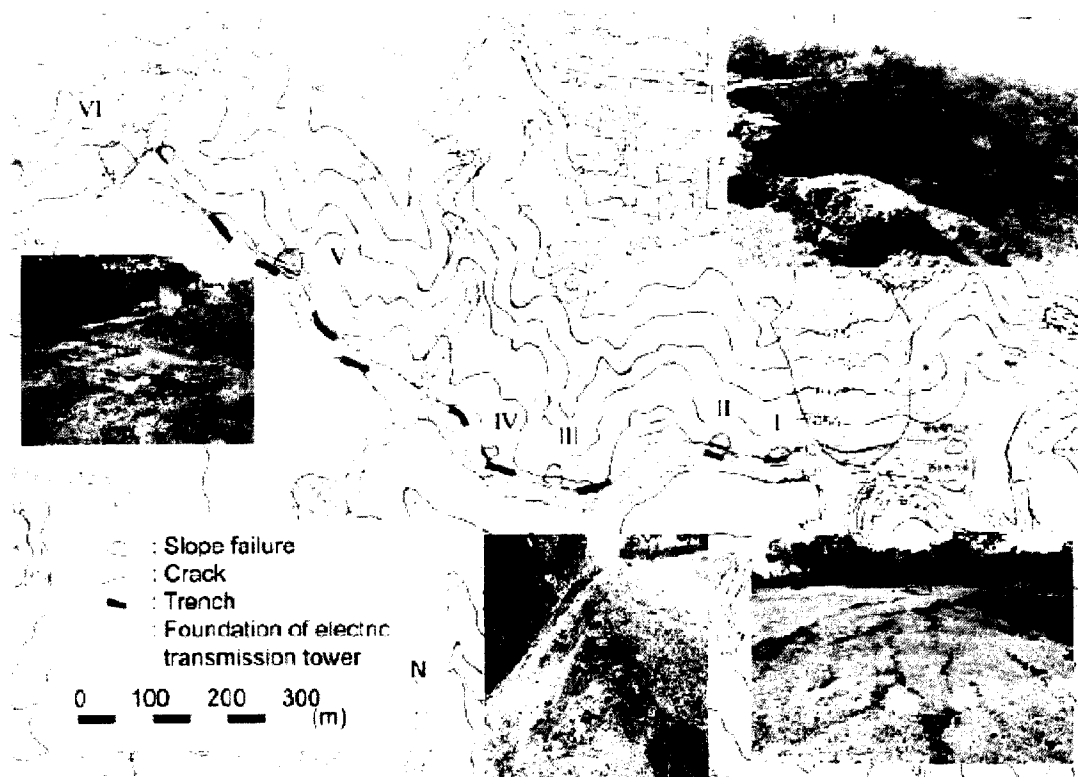 VI
V
IV
III
II
I
: Slope failure
: Crack
: Trench
: Foundation of electric
transmission tower
N
0 100 200 300
(m)